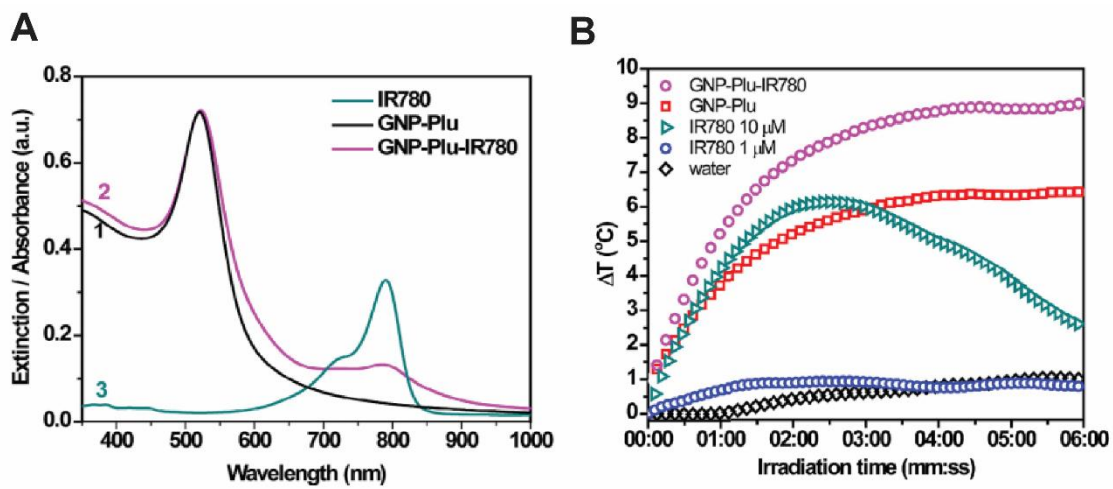 A
B
0.8
0.6
0.4
0.2
0.0
Extinction / Absorbance (a.u.)
IR780
GNP-Plu
GNP-Plu-IR780
2
1
3
400 500 600 700 800 900 1000
Wavelength (nm)
10
9
8
7
6
5
4
3
2
1
0
ΔT (°C)
GNP-Plu-IR780
GNP-Plu
IR780 10 μM
IR780 1 μM
water
00:00 01:00 02:00 03:00 04:00 05:00 06:00
Irradiation time (mm:ss)